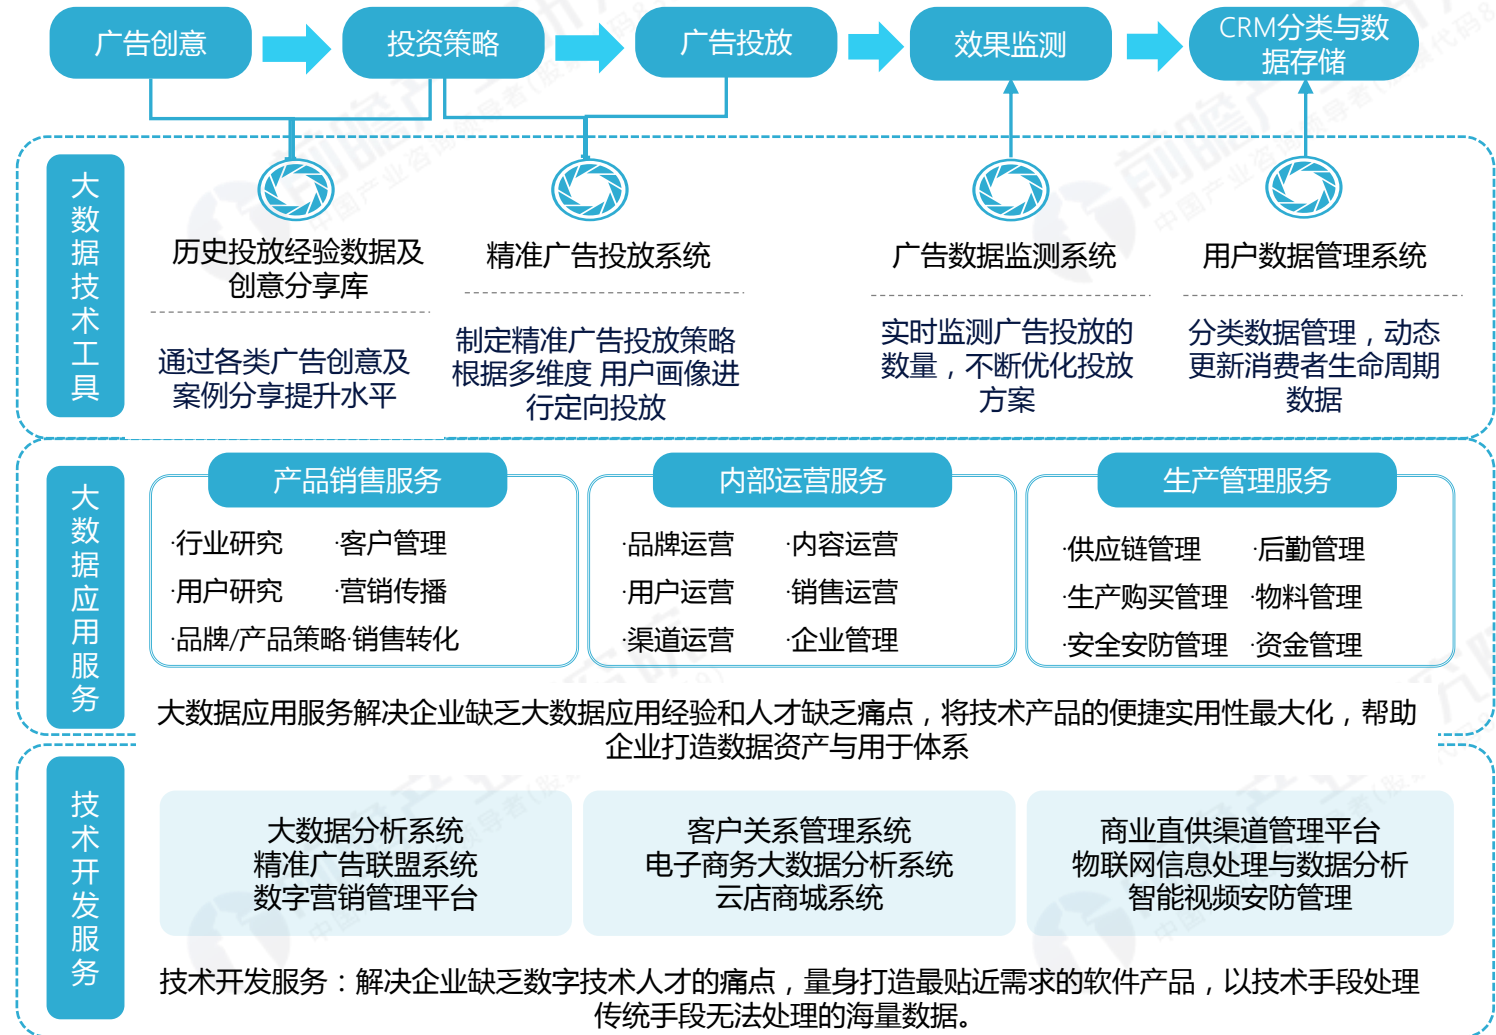 广告创意
投资策略
广告投放
效果监测
CRM分类与数
据存储
大数据技术工具
历史投放经验数据及
创意分享库
通过各类广告创意及
案例分享提升水平
精准广告投放系统
制定精准广告投放策略
根据多维度 用户画像进
行定向投放
广告数据监测系统
实时监测广告投放的
数量，不断优化投放
方案
用户数据管理系统
分类数据管理，动态
更新消费者生命周期
数据
大数据应用服务
产品销售服务
·行业研究 ·客户管理
·用户研究 ·营销传播
·品牌/产品策略·销售转化
内部运营服务
·品牌运营 ·内容运营
·用户运营 ·销售运营
·渠道运营 ·企业管理
生产管理服务
·供应链管理 ·后勤管理
·生产购买管理 ·物料管理
·安全安防管理 ·资金管理
大数据应用服务解决企业缺乏大数据应用经验和人才缺乏痛点，将技术产品的便捷实用性最大化，帮助
企业打造数据资产与用于体系
技术开发服务
大数据分析系统
精准广告联盟系统
数字营销管理平台
客户关系管理系统
电子商务大数据分析系统
云店商城系统
商业直供渠道管理平台
物联网信息处理与数据分析
智能视频安防管理
技术开发服务：解决企业缺乏数字技术人才的痛点，量身打造最贴近需求的软件产品，以技术手段处理
传统手段无法处理的海量数据。